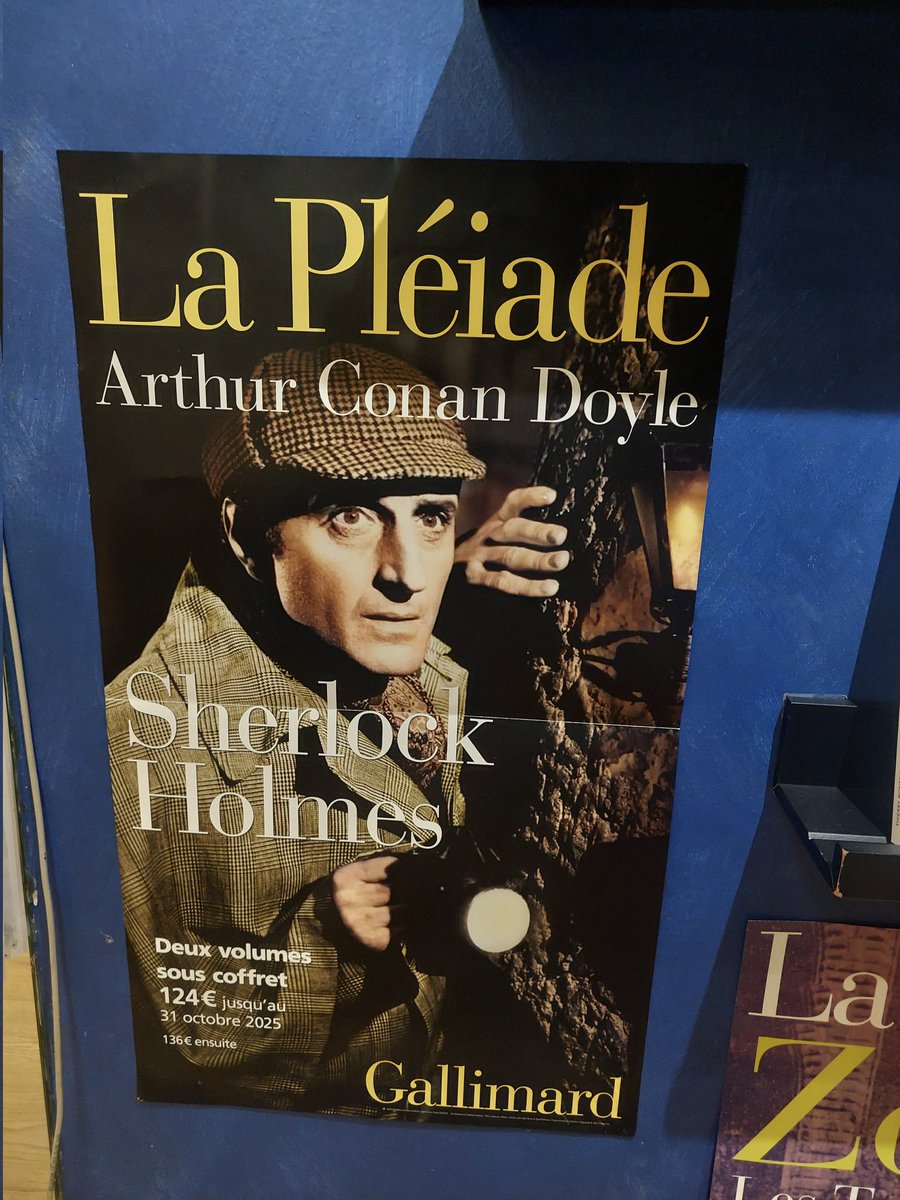 La Pléiade
Arthur Conan Doyle
Sherlock
Holmes
Deux volumes
sous coffret
124€ jusqu'au
31 octobre 2025
136€ ensuite
Gallimard
La